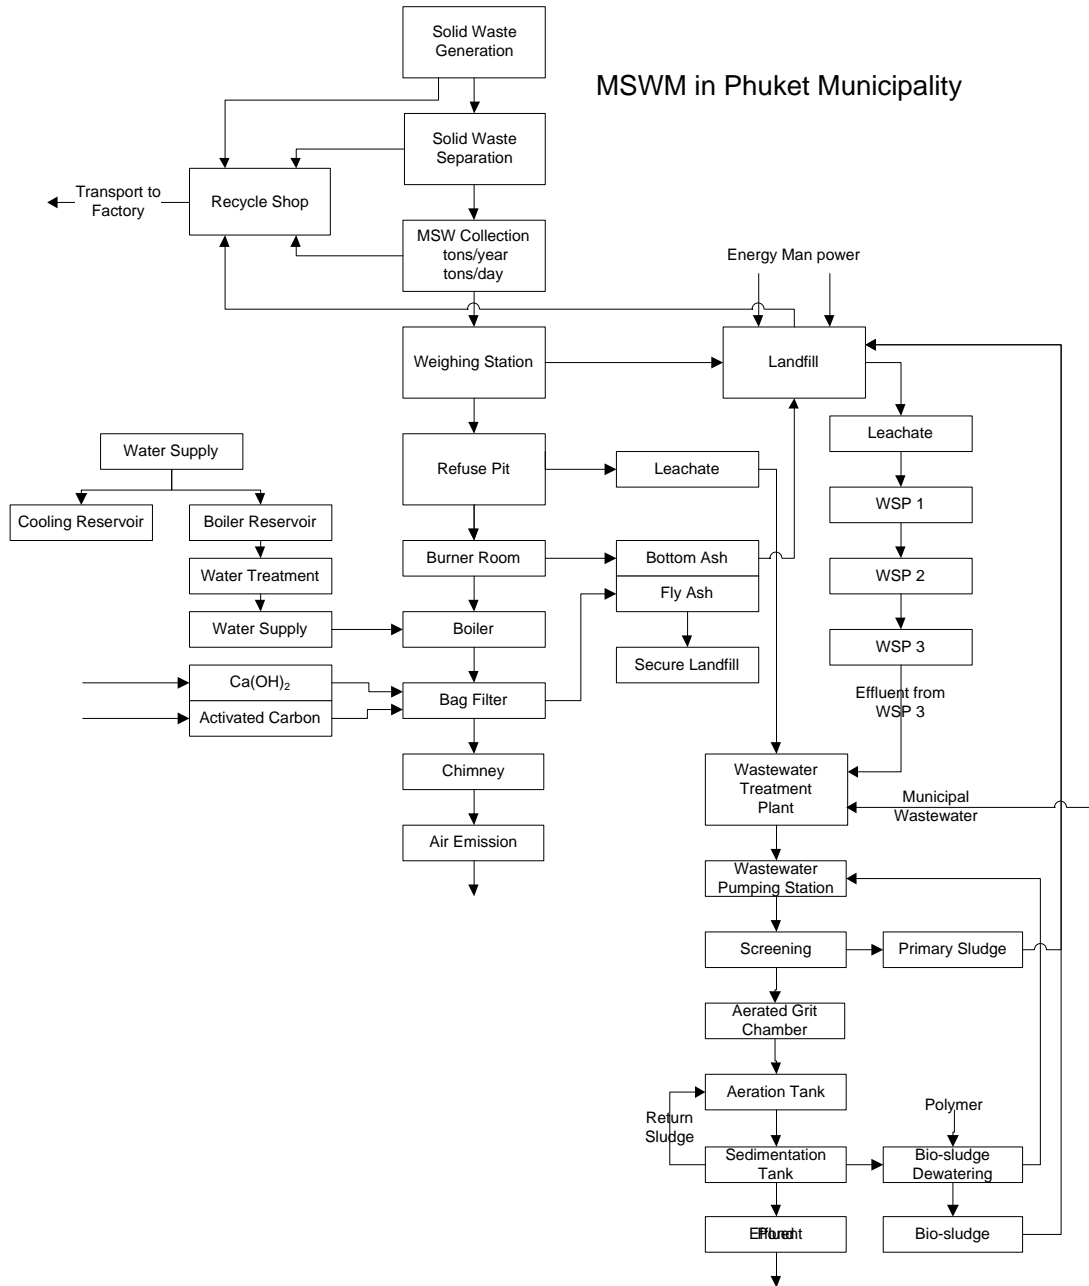 Solid Waste
Generation
MSWM in Phuket Municipality
Solid Waste
Separation
Transport to
Factory
Recycle Shop
MSW Collection
tons/year
tons/day
Energy Man power
Weighing Station
Landfill
Leachate
Water Supply
Refuse Pit
Leachate
WSP 1
Cooling Reservoir
Boiler Reservoir
Burner Room
Bottom Ash
Water Treatment
WSP 2
Fly Ash
Water Supply
Boiler
WSP 3
Secure Landfill
Ca(OH)₂
Bag Filter
Effluent from
WSP 3
Activated Carbon
Chimney
Wastewater
Treatment
Plant
Municipal
Wastewater
Air Emission
Wastewater
Pumping Station
Screening
Primary Sludge
Aerated Grit
Chamber
Aeration Tank
Polymer
Return
Sludge
Sedimentation
Tank
Bio-sludge
Dewatering
Bio-sludge